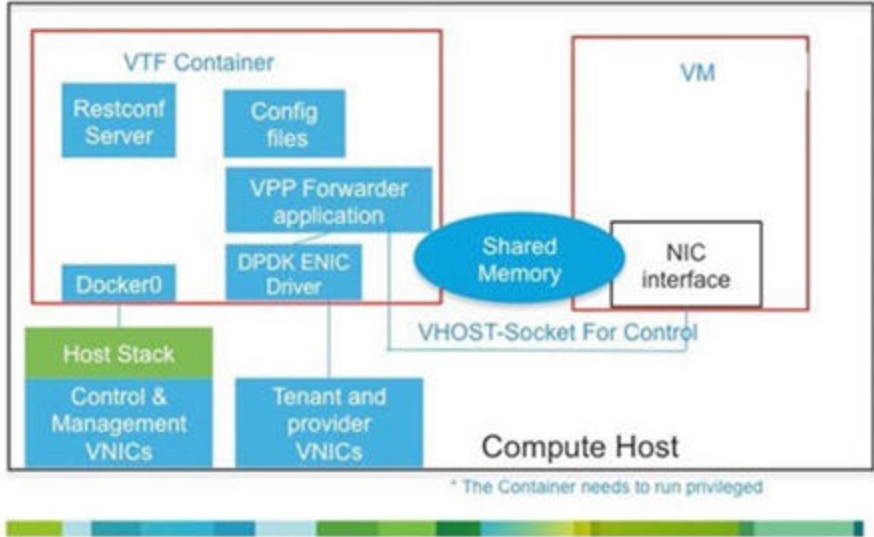 VTF Container
VM
Restconf
Server
Config
files
VPP Forwarder
application
Shared
Memory
NIC
interface
DPDK ENIC
Driver
Docker0
VHOST-Socket For Control
Host Stack
Control &
Management
VNICs
Tenant and
provider
VNICs
Compute Host
* The Container needs to run privileged